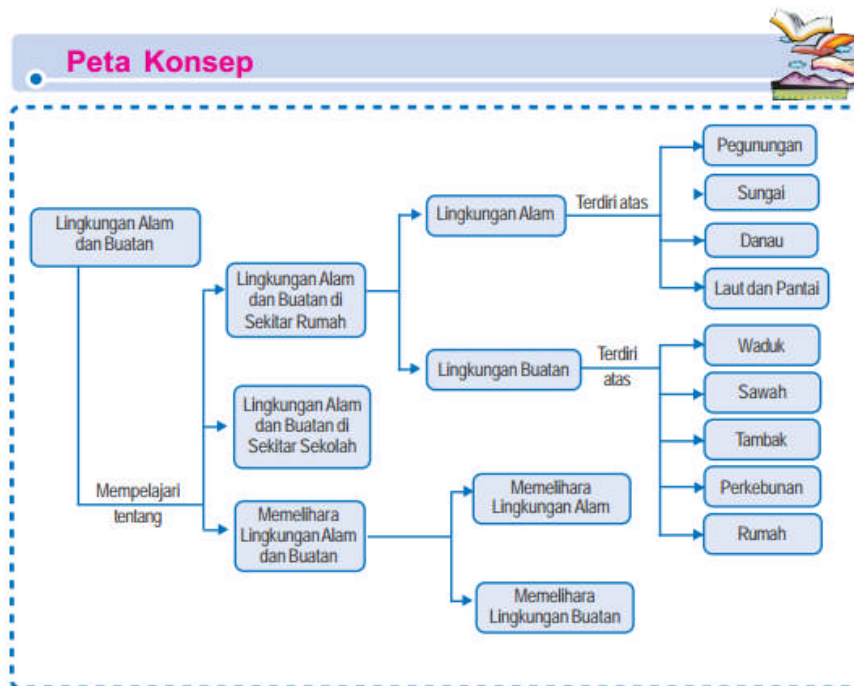 Peta Konsep
Lingkungan Alam
dan Buatan
Mempelajari
tentang
Lingkungan Alam
dan Buatan di
Sekitar Rumah
Lingkungan Alam
dan Buatan di
Sekitar Sekolah
Memelihara
Lingkungan Alam
dan Buatan
Lingkungan Alam
Terdiri atas
Pegunungan
Sungai
Danau
Laut dan Pantai
Lingkungan Buatan
Terdiri
atas
Waduk
Sawah
Tambak
Perkebunan
Rumah
Memelihara
Lingkungan Alam
Memelihara
Lingkungan Buatan